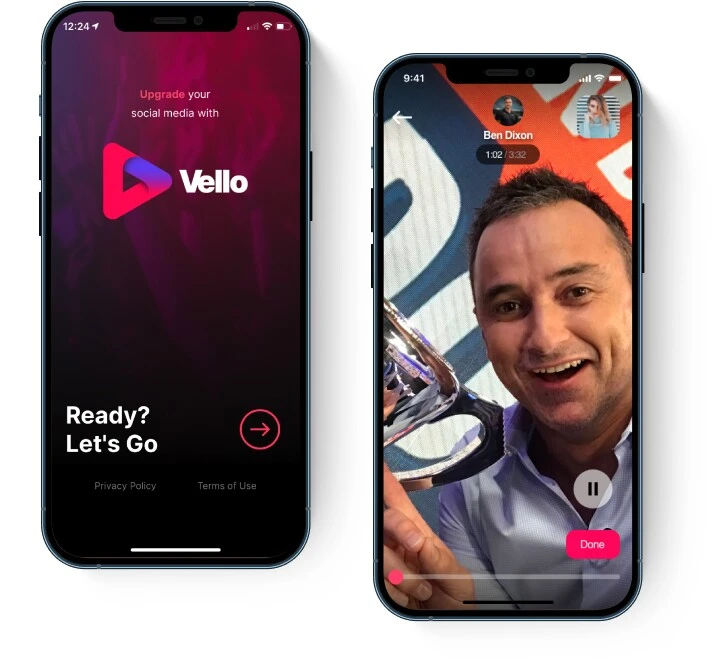 12:24
Upgrade your
social media with
Vello
Ready?
Let's Go
Privacy Policy
Terms of Use
9:41
Ben Dixon
1:02 / 3:32
Done